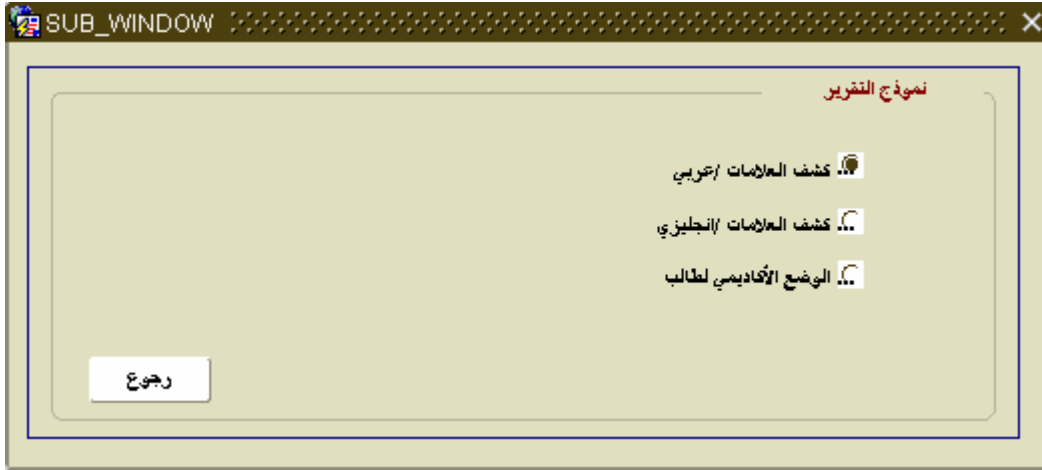 SUB_WINDOW
نموذج التقرير
كشف العلامات /عربي
كشف العلامات /انجليزي
الوضع الأكاديمي لطالب
رجوع